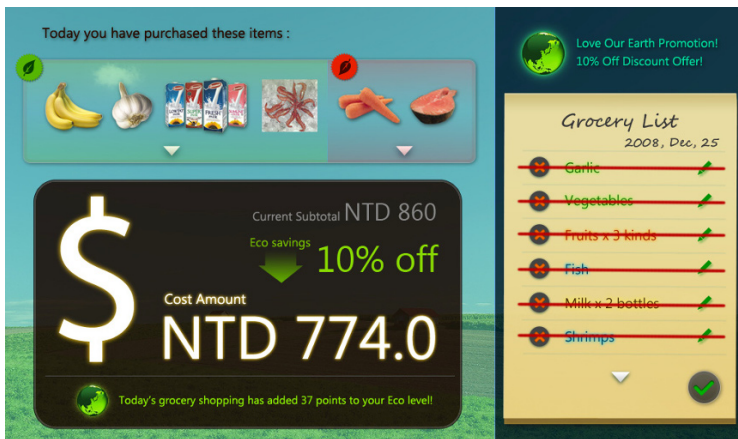 Today you have purchased these items :
Current Subtotal NTD 860
Eco savings
10% off
Cost Amount
$
NTD 774.0
Today's grocery shopping has added 37 points to your Eco level!
Love Our Earth Promotion!
10% Off Discount Offer!
Grocery List
2008, Dec, 25
Garlic
Vegetables
Fruits x 3 kinds
Fish
Milk x 2 bottles
Shrimps